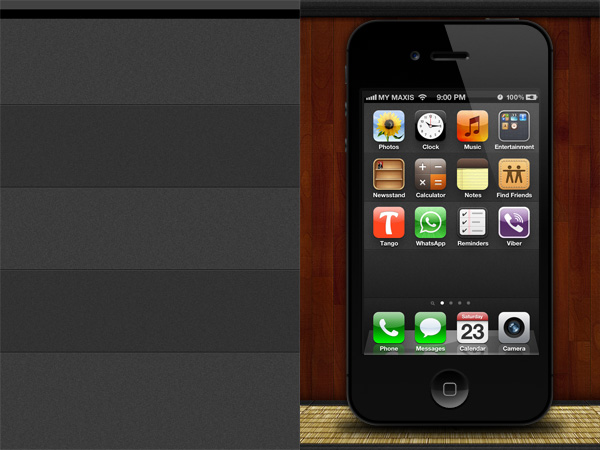 MY MAXIS 9:00 PM 100%
Photos Clock Music Entertainment
Newsstand Calculator Notes Find Friends
Tango WhatsApp Reminders Viber
Saturday
23
Phone Messages Calendar Camera